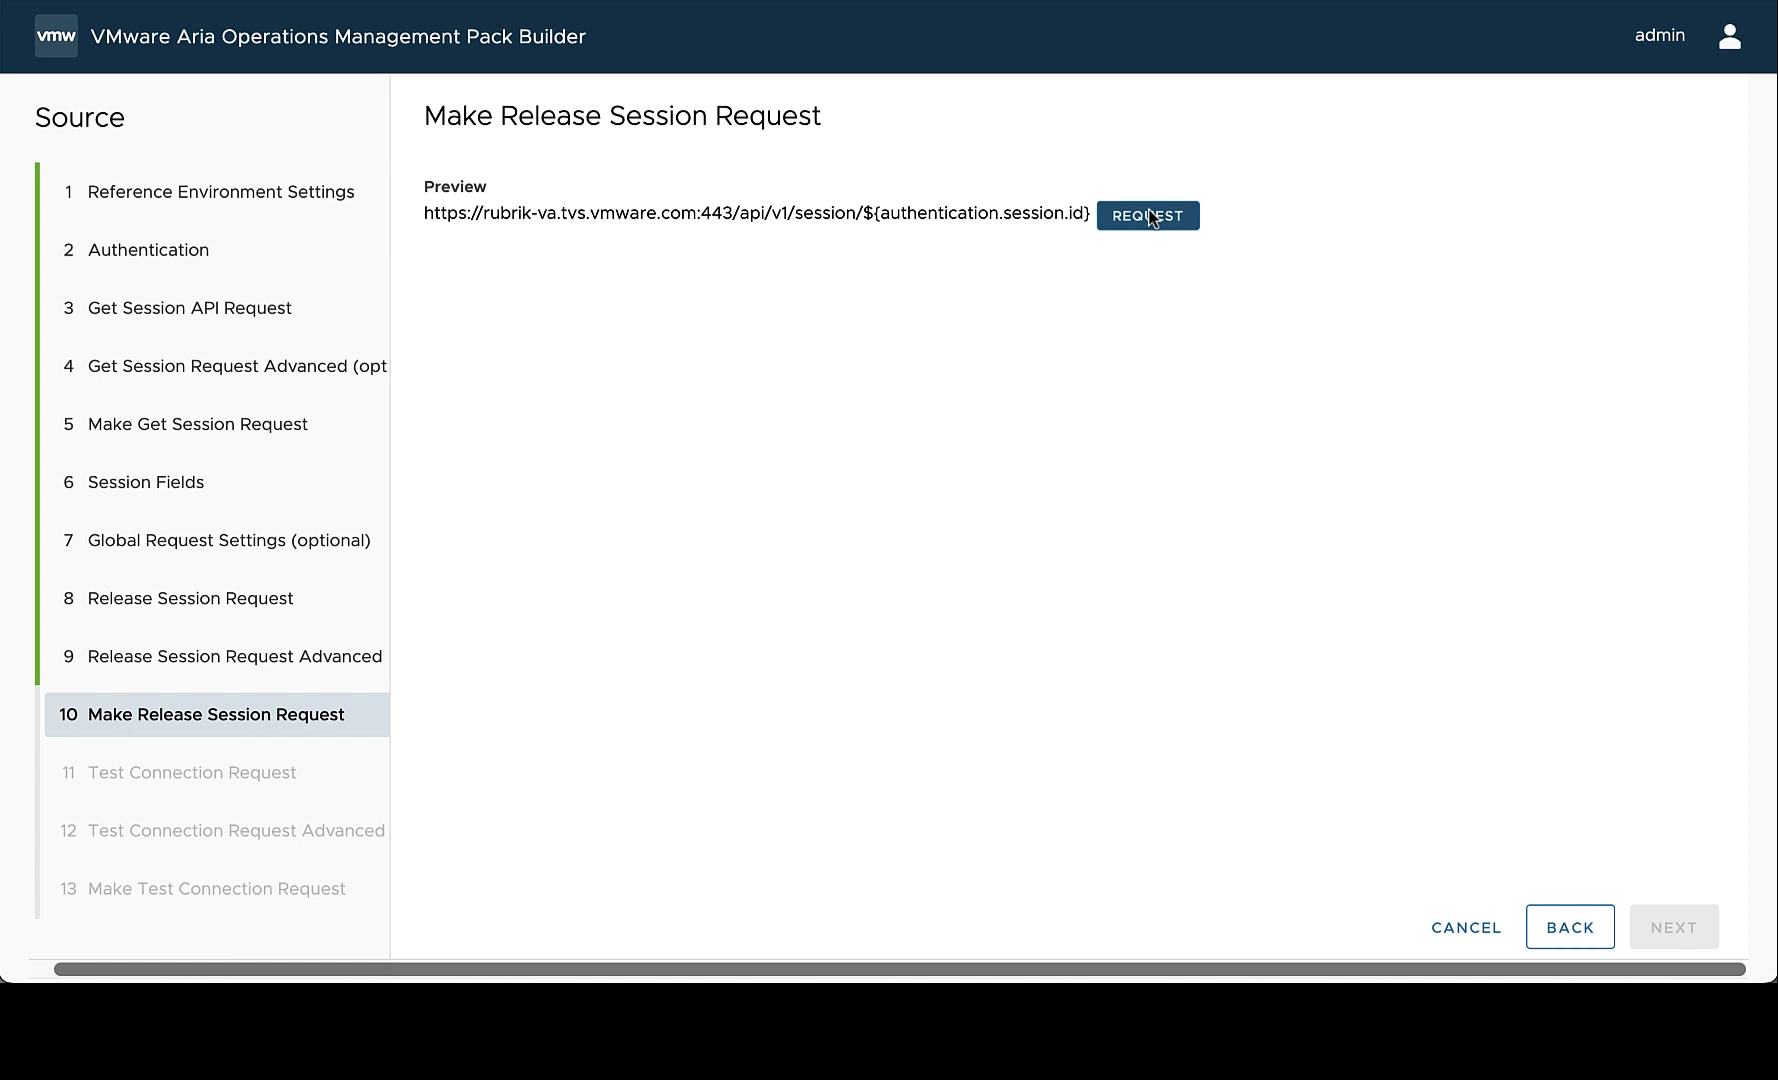 vmw VMware Aria Operations Management Pack Builder
admin
Source
1 Reference Environment Settings
2 Authentication
3 Get Session API Request
4 Get Session Request Advanced (opt
5 Make Get Session Request
6 Session Fields
7 Global Request Settings (optional)
8 Release Session Request
9 Release Session Request Advanced
10 Make Release Session Request
11 Test Connection Request
12 Test Connection Request Advanced
13 Make Test Connection Request
Make Release Session Request
Preview
https://rubrik-va.tvs.vmware.com:443/api/v1/session/${authentication.session.id} REQUEST
CANCEL BACK NEXT